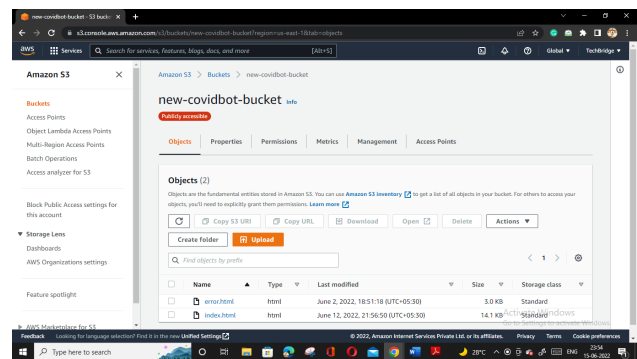 new-covidbot-bucket - S3 bucke
s3.console.aws.amazon.com/s3/buckets/new-covidbot-bucket?region=us-east-1&tab=objects
aws Services Search for services, features, blogs, docs, and more [Alt+S] Global TechBridge
Amazon S3
Buckets
Access Points
Object Lambda Access Points
Multi-Region Access Points
Batch Operations
Access analyzer for S3
Block Public Access settings for
this account
Storage Lens
Dashboards
AWS Organizations settings
Feature spotlight
AWS Marketplace for S3
Amazon S3 > Buckets > new-covidbot-bucket
new-covidbot-bucket Info
Publicly accessible
Objects Properties Permissions Metrics Management Access Points
Objects (2)
Objects are the fundamental entities stored in Amazon S3. You can use Amazon S3 inventory to get a list of all objects in your bucket. For others to access your
objects, you'll need to explicitly grant them permissions. Learn more
Copy S3 URI Copy URL Download Open Delete Actions
Create folder Upload
Find objects by prefix
1
Name Type Last modified Size Storage class
error.html html June 2, 2022, 18:51:18 (UTC+05:30) 3.0 KB Standard
index.html html June 12, 2022, 21:56:50 (UTC+05:30) 14.1 KB Standard
Activate Windows
Go to Settings to activate Windows.
Feedback Looking for language selection? Find it in the new Unified Settings © 2022, Amazon Internet Services Private Ltd. or its affiliates. Privacy Terms Cookie preferences
Type here to search 28°C ENG 23:54
15-06-2022